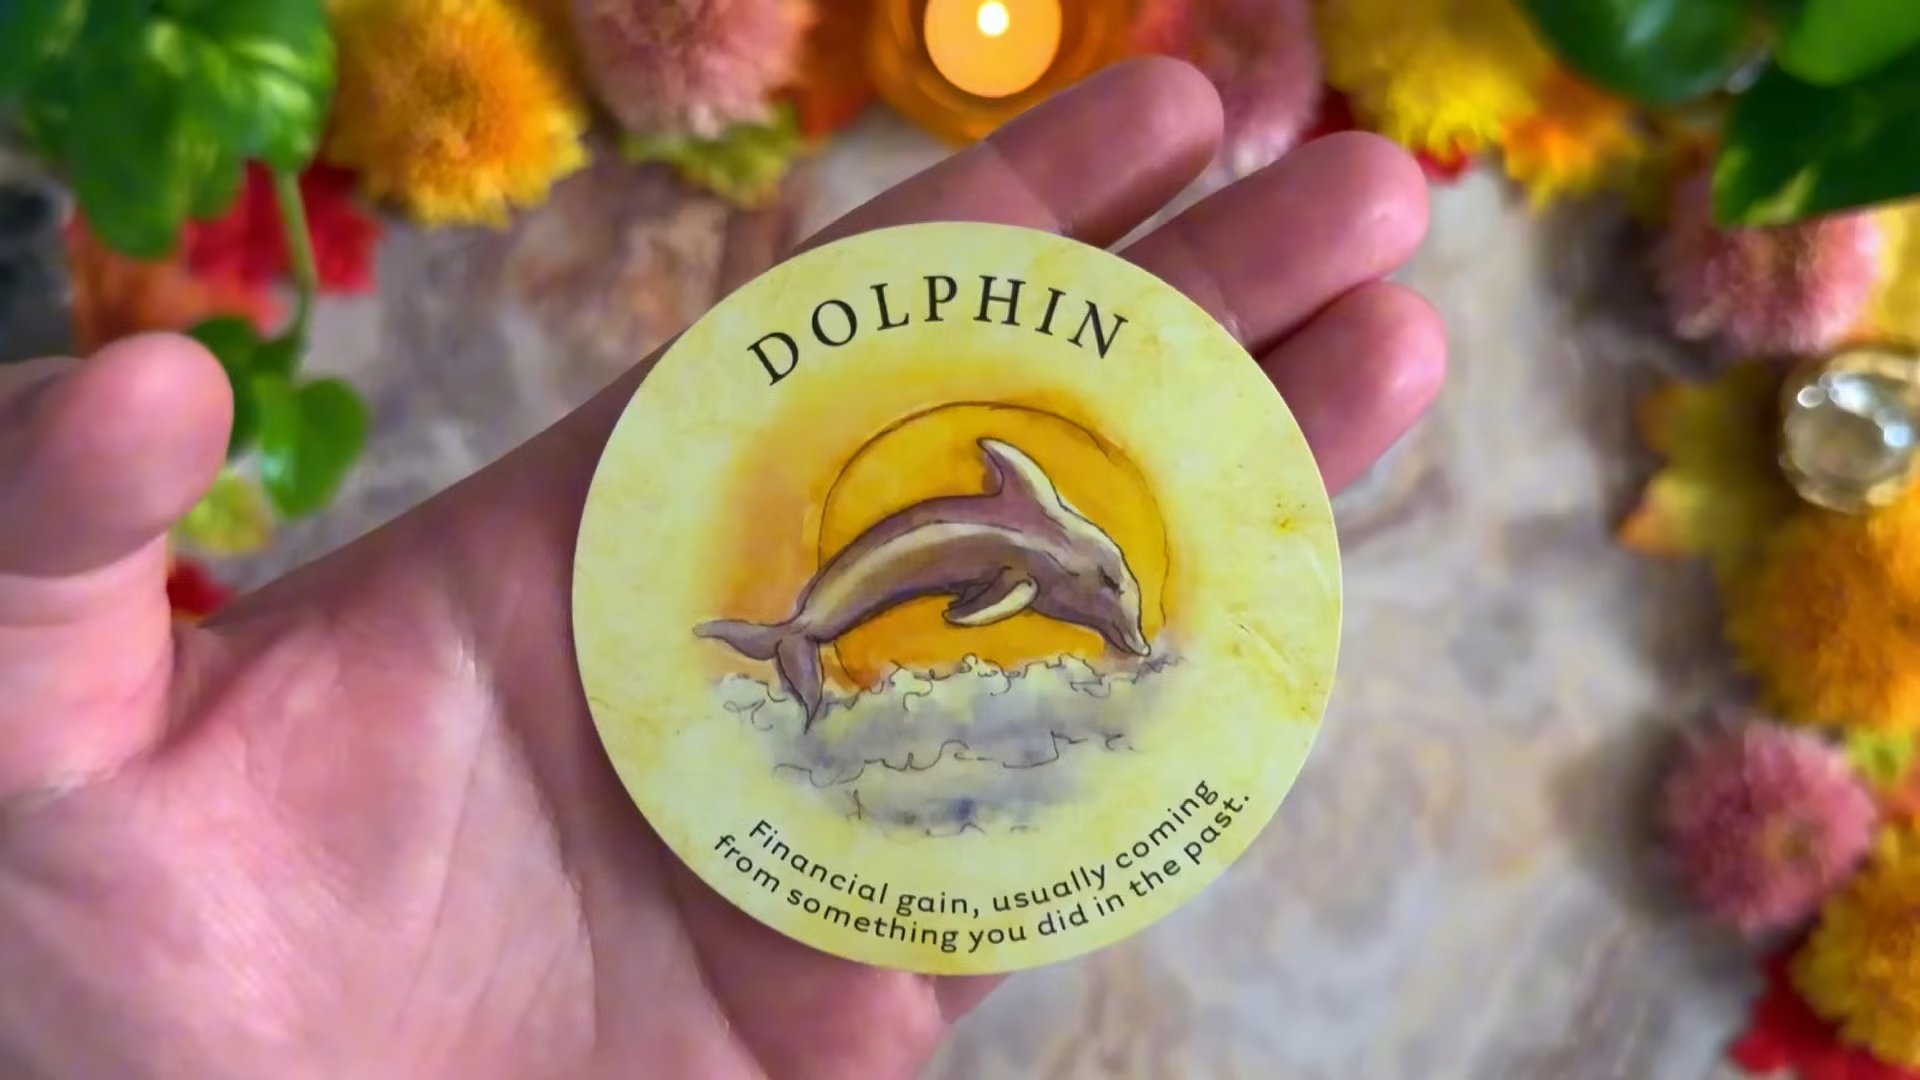 DOLPHIN
Financial gain, usually coming
from something you did in the past.